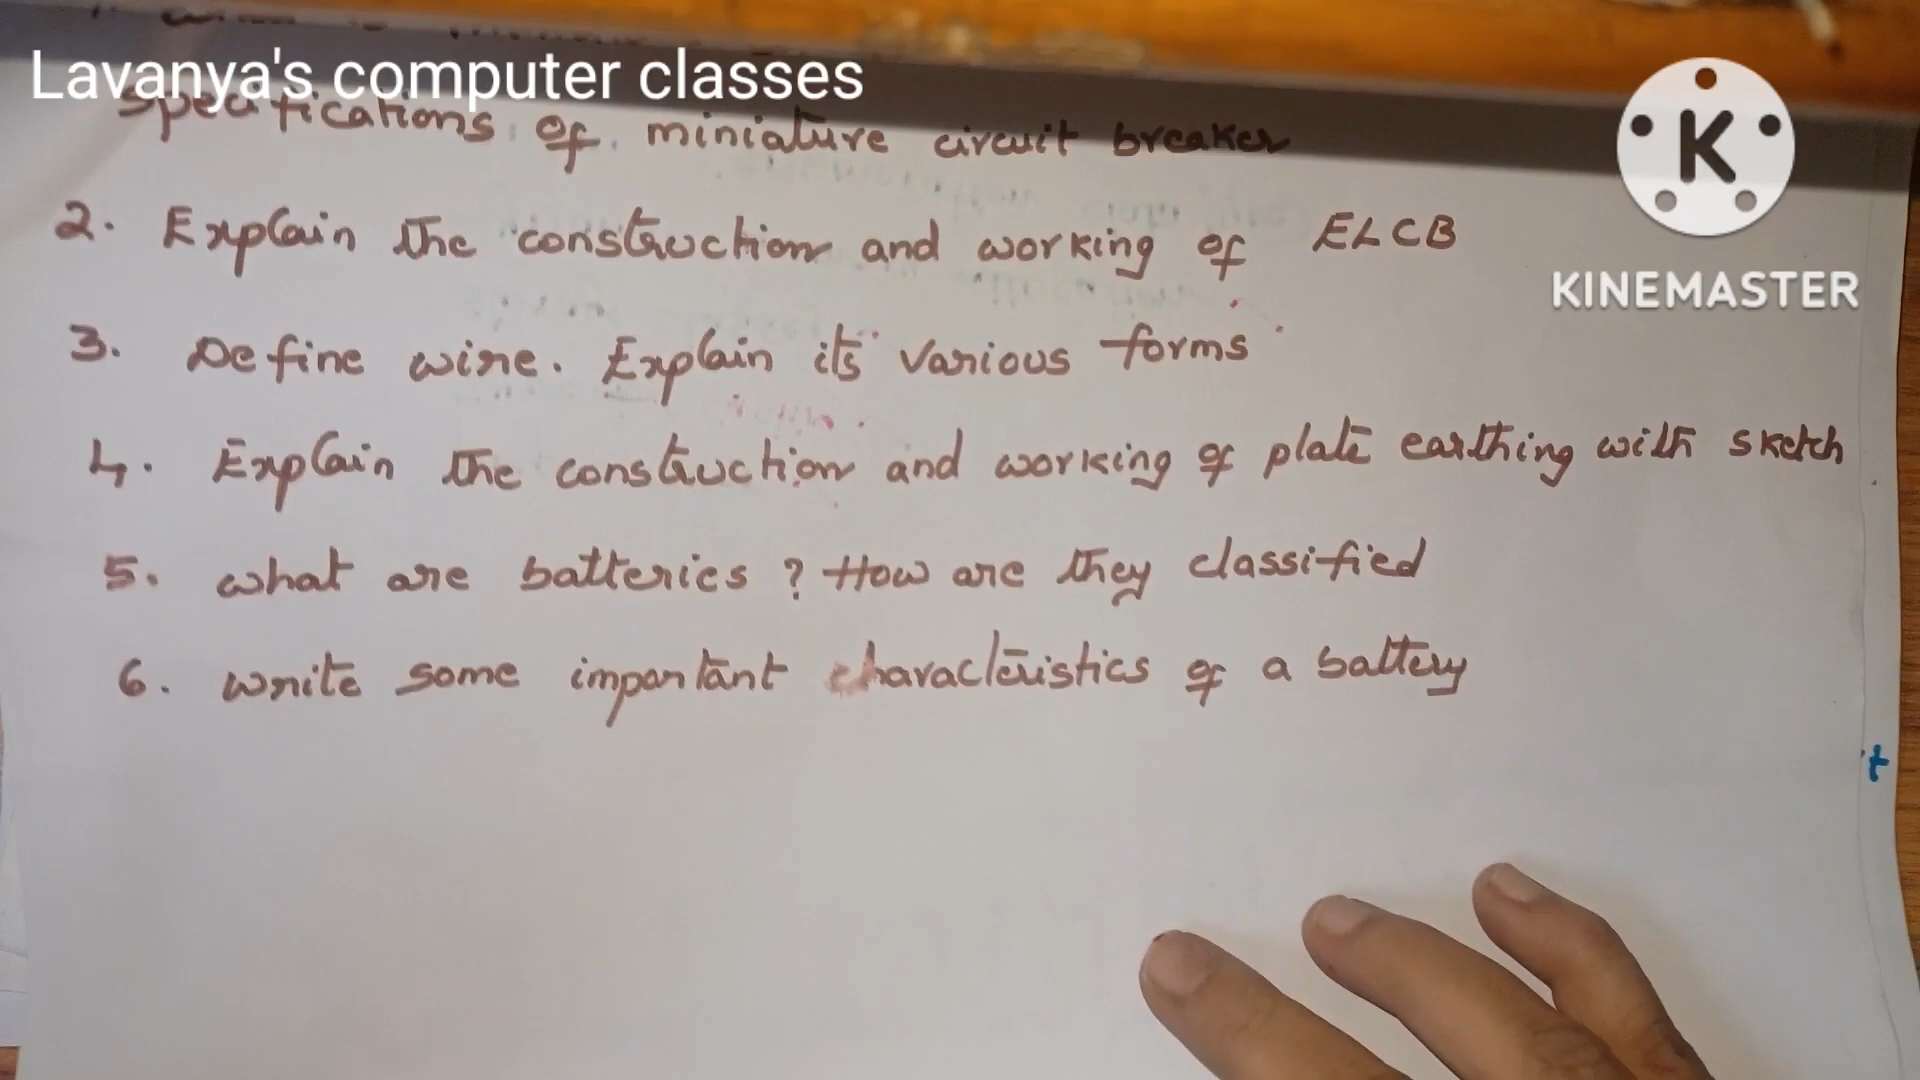 Lavanya's computer classes
K
KINEMASTER
specifications of miniature circuit breaker
2. Explain the construction and working of ELCB
3. Define wire. Explain its various forms
4. Explain the construction and working of plate earthing with sketch
5. what are batteries ? How are they classified
6. write some important characteristics of a battery
t